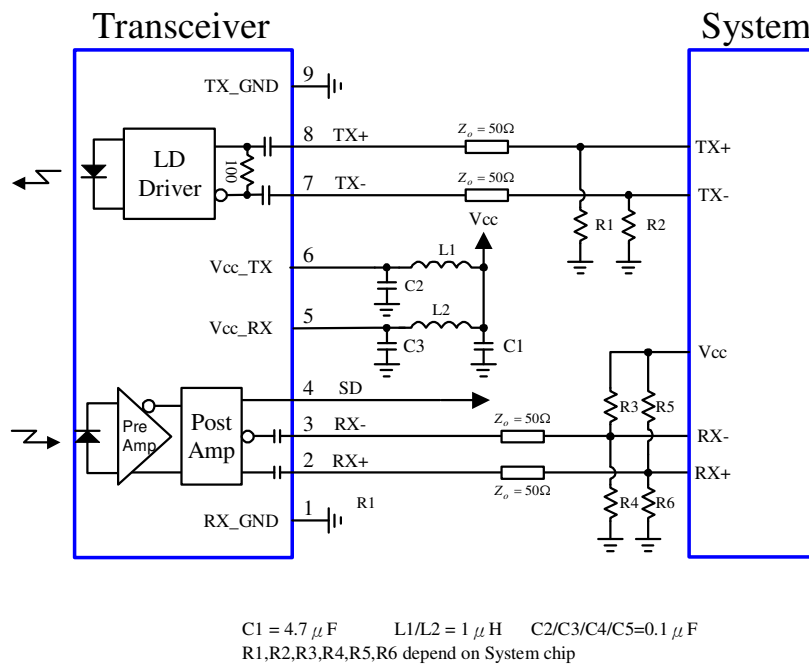 Transceiver
System
TX_GND
9
LD
Driver
100
8
TX+
Zo = 50Ω
TX+
7
TX-
Zo = 50Ω
TX-
R1
R2
Vcc
Vcc_TX
6
L1
C2
Vcc_RX
5
L2
C3
C1
Vcc
Pre
Amp
Post
Amp
4
SD
R3
R5
3
RX-
Zo = 50Ω
RX-
2
RX+
Zo = 50Ω
RX+
R4
R6
RX_GND
1
R1
C1 = 4.7 μF L1/L2 = 1 μH C2/C3/C4/C5=0.1 μF
R1,R2,R3,R4,R5,R6 depend on System chip